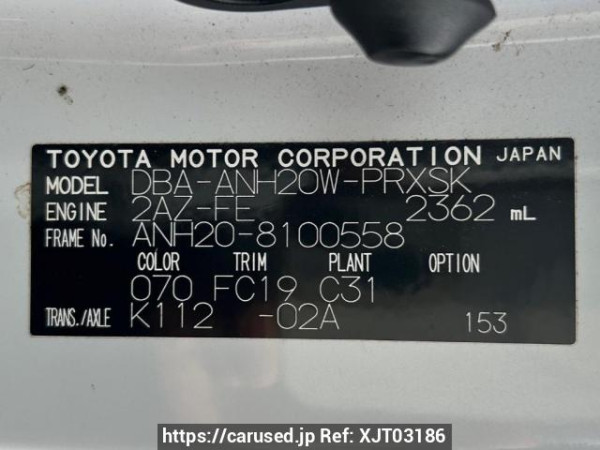 TOYOTA MOTOR CORPORATION JAPAN
MODEL DBA-ANH20W-PRXSK
ENGINE 2AZ-FE 2362 mL
FRAME No. ANH20-8100558
COLOR TRIM PLANT OPTION
070 FC19 C31
TRANS./AXLE K112 -02A 153
https://carused.jp Ref: XJT03186